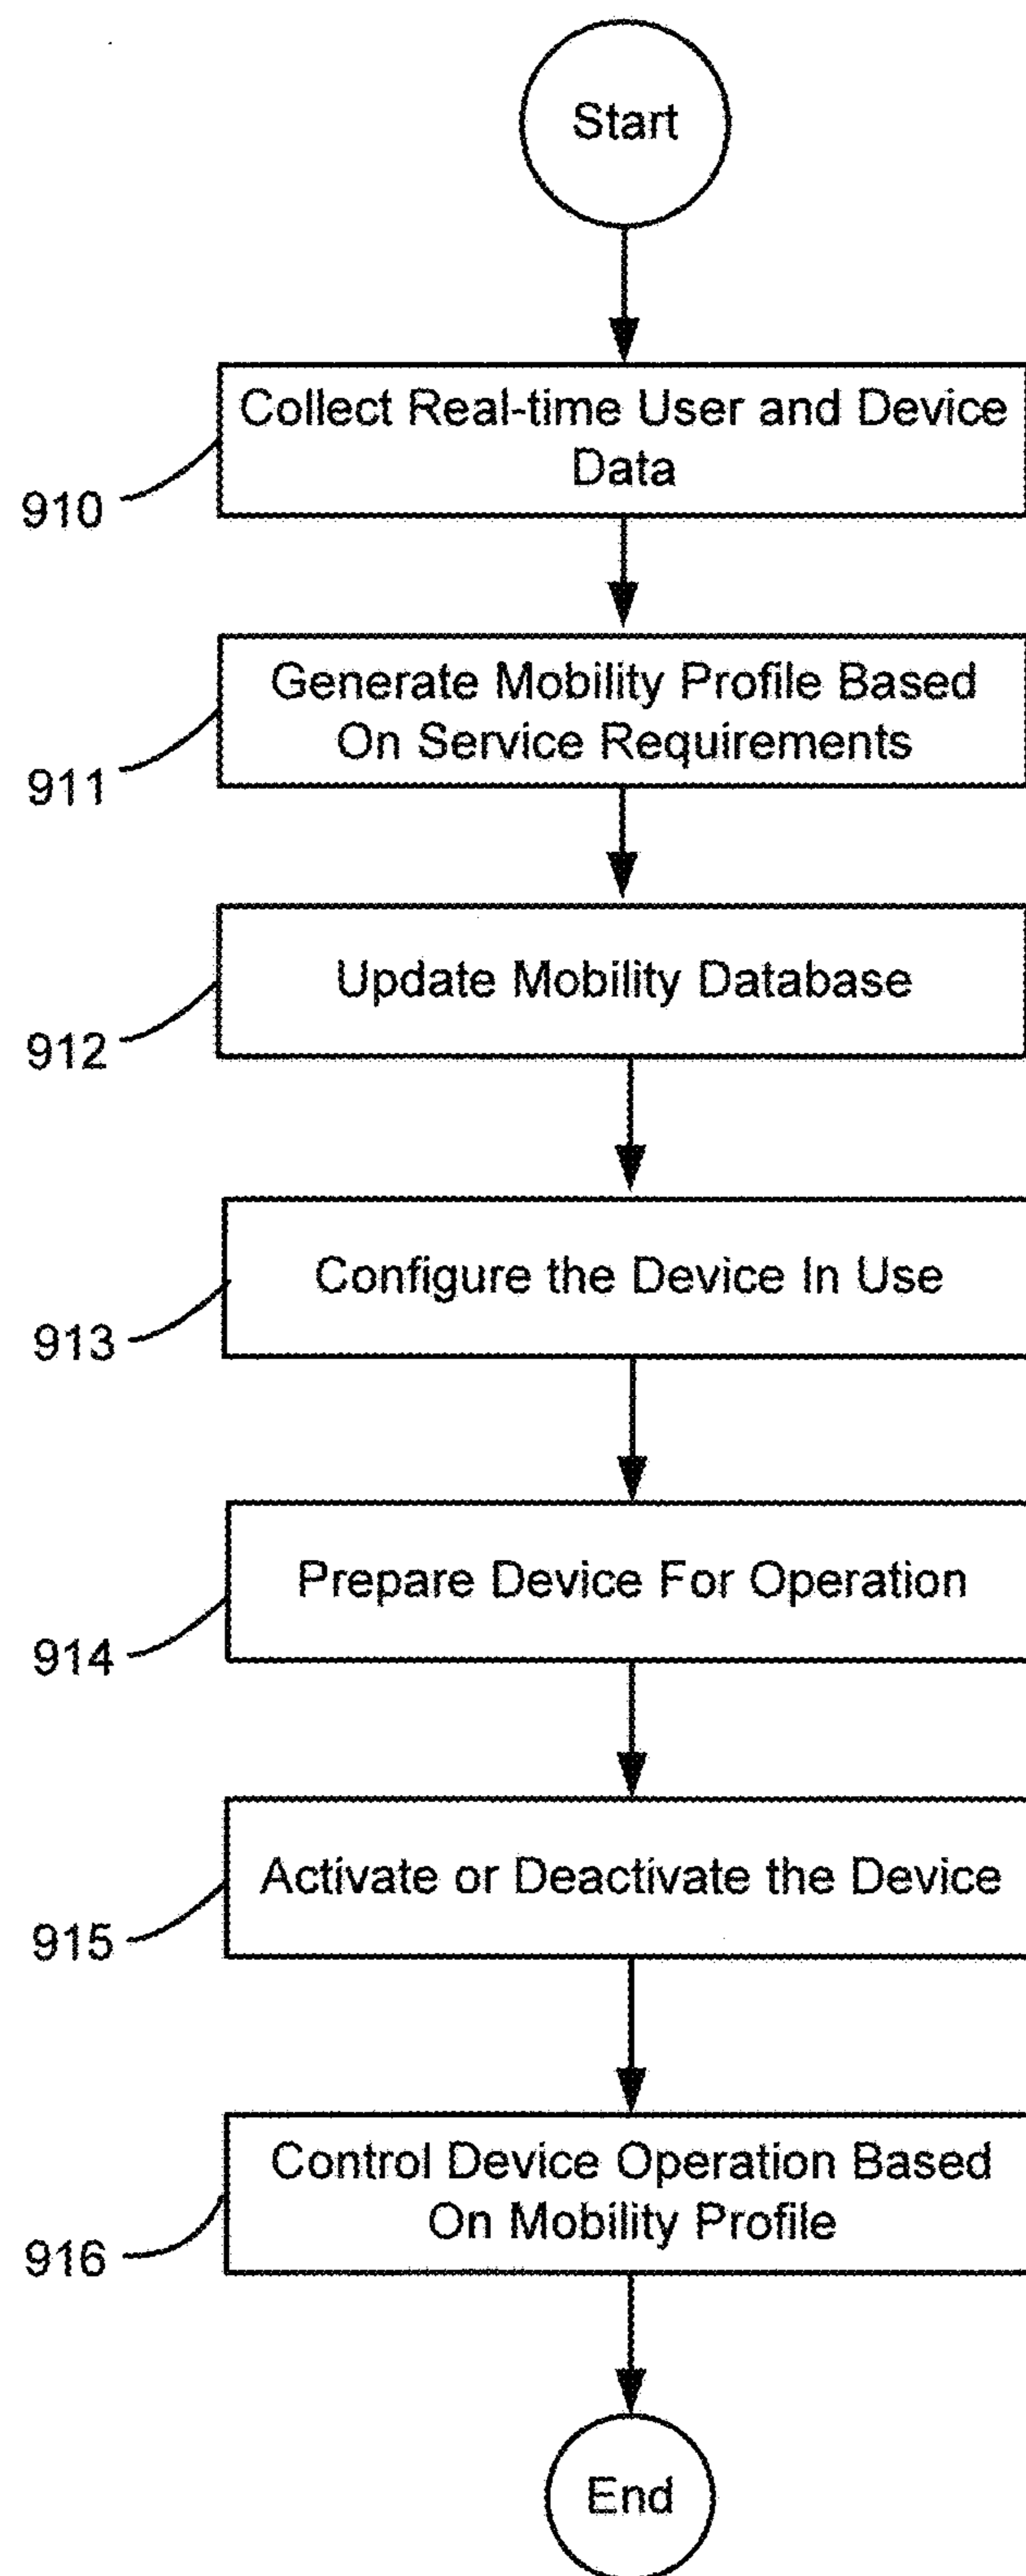 Start
Collect Real-time User and Device
Data
910
Generate Mobility Profile Based
On Service Requirements
911
Update Mobility Database
912
Configure the Device In Use
913
Prepare Device For Operation
914
Activate or Deactivate the Device
915
Control Device Operation Based
On Mobility Profile
916
End